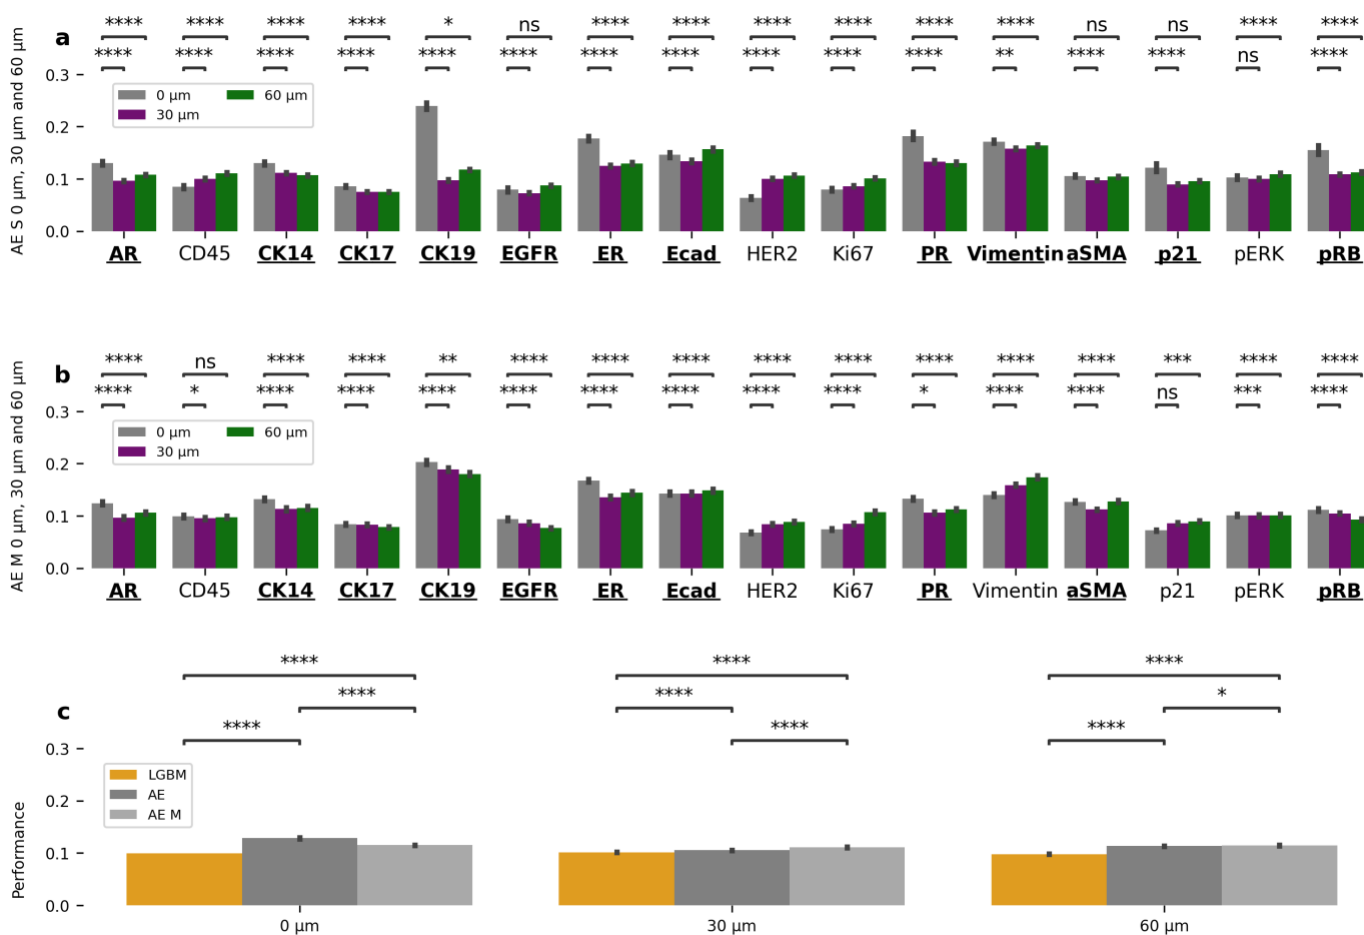 **** **** **** **** * ns **** **** **** **** **** **** ns ns **** ****
a
**** **** **** **** **** **** **** **** **** **** **** ** **** **** ns ****
AE S 0 μm, 30 μm and 60 μm
0.3
0.2
0.1
0.0
0 μm 60 μm
30 μm
AR CD45 CK14 CK17 CK19 EGFR ER Ecad HER2 Ki67 PR Vimentin aSMA p21 pERK pRB
**** ns **** **** ** **** **** **** **** **** **** **** **** *** **** ****
b
**** * **** **** **** **** **** **** **** **** * **** **** ns *** ****
AE M 0 μm, 30 μm and 60 μm
0.3
0.2
0.1
0.0
0 μm 60 μm
30 μm
AR CD45 CK14 CK17 CK19 EGFR ER Ecad HER2 Ki67 PR Vimentin aSMA p21 pERK pRB
**** **** ****
**** **** *
c
**** **** ****
Performance
0.3
0.2
0.1
0.0
LGBM
AE
AE M
0 μm 30 μm 60 μm